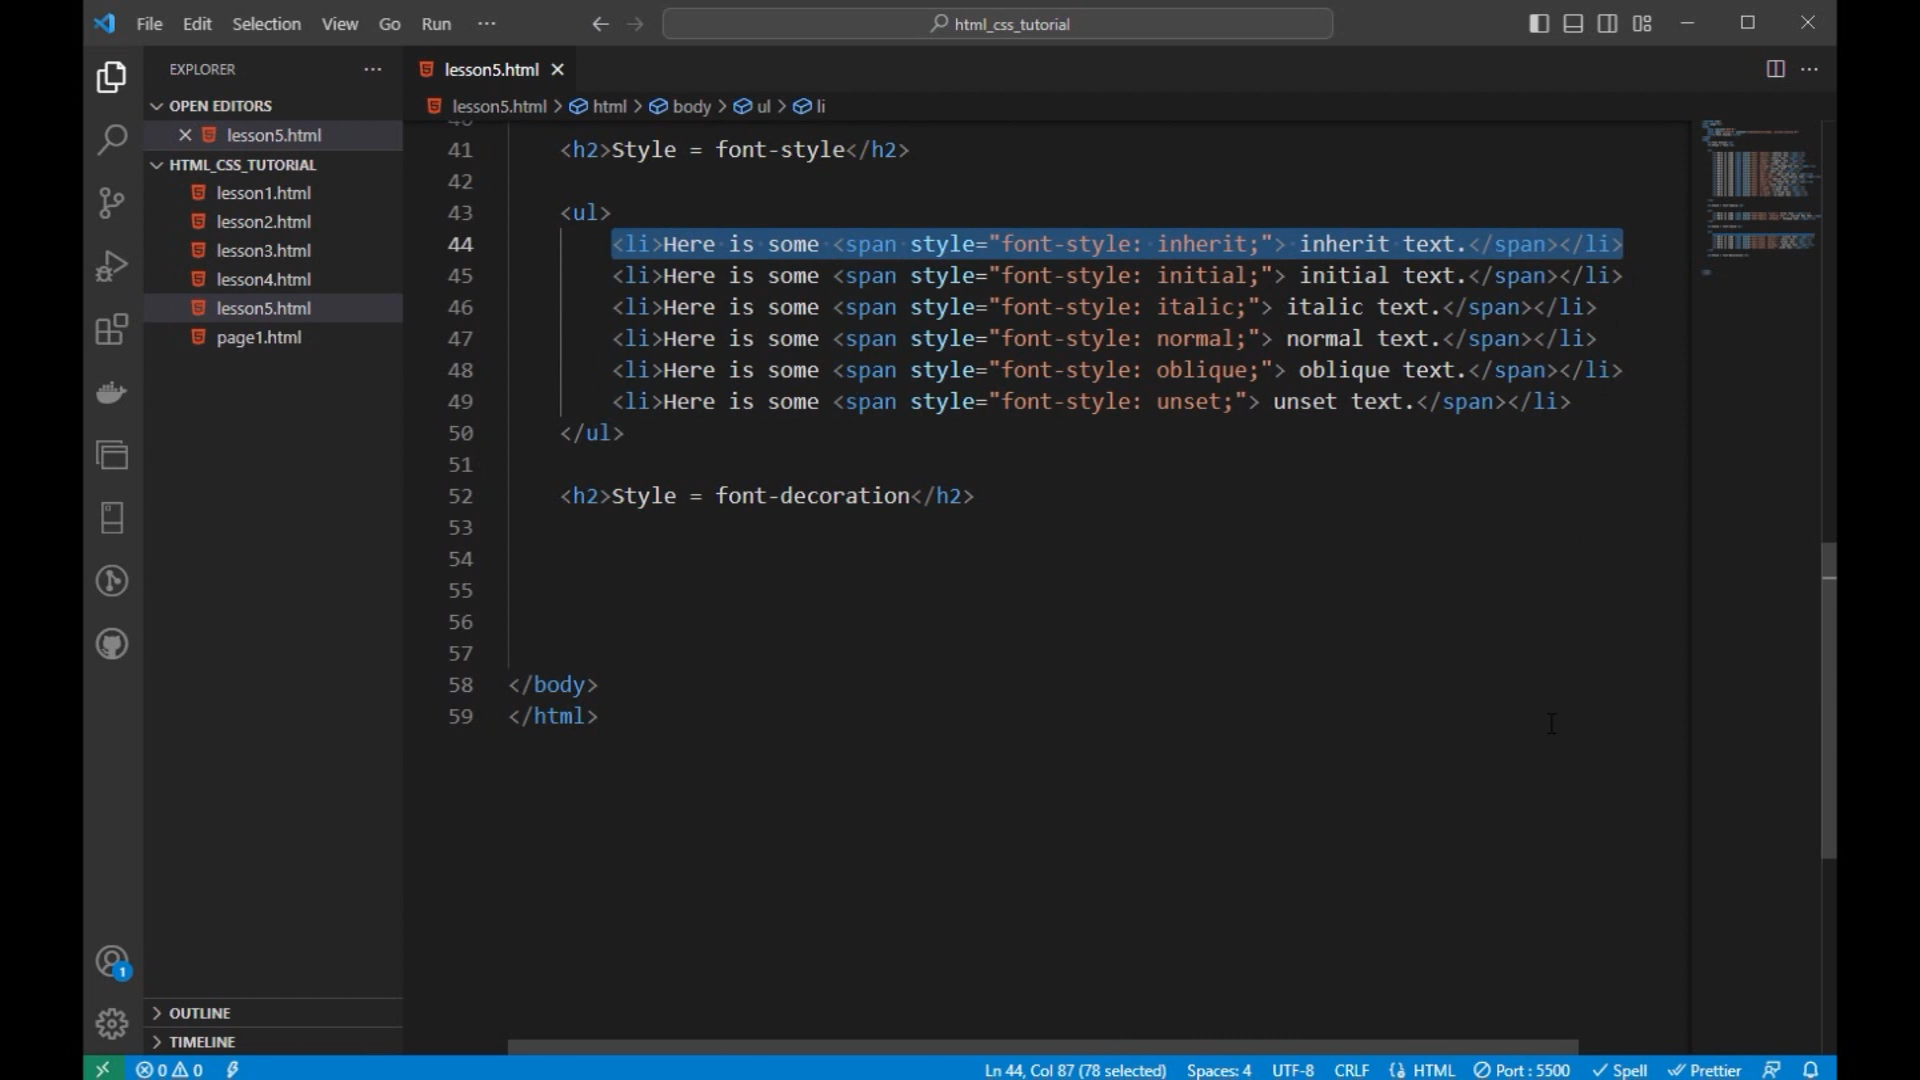 File Edit Selection View Go Run ···
html_css_tutorial
EXPLORER ···
OPEN EDITORS
lesson5.html
HTML_CSS_TUTORIAL
lesson1.html
lesson2.html
lesson3.html
lesson4.html
lesson5.html
page1.html
OUTLINE
TIMELINE
lesson5.html
lesson5.html > html > body > ul > li
41 <h2>Style = font-style</h2>
42
43 <ul>
44 <li>Here is some <span style="font-style: inherit;"> inherit text.</span></li>
45 <li>Here is some <span style="font-style: initial;"> initial text.</span></li>
46 <li>Here is some <span style="font-style: italic;"> italic text.</span></li>
47 <li>Here is some <span style="font-style: normal;"> normal text.</span></li>
48 <li>Here is some <span style="font-style: oblique;"> oblique text.</span></li>
49 <li>Here is some <span style="font-style: unset;"> unset text.</span></li>
50 </ul>
51
52 <h2>Style = font-decoration</h2>
53
54
55
56
57
58 </body>
59 </html>
1
0 0 Ln 44, Col 87 (78 selected) Spaces: 4 UTF-8 CRLF HTML Port : 5500 Spell Prettier